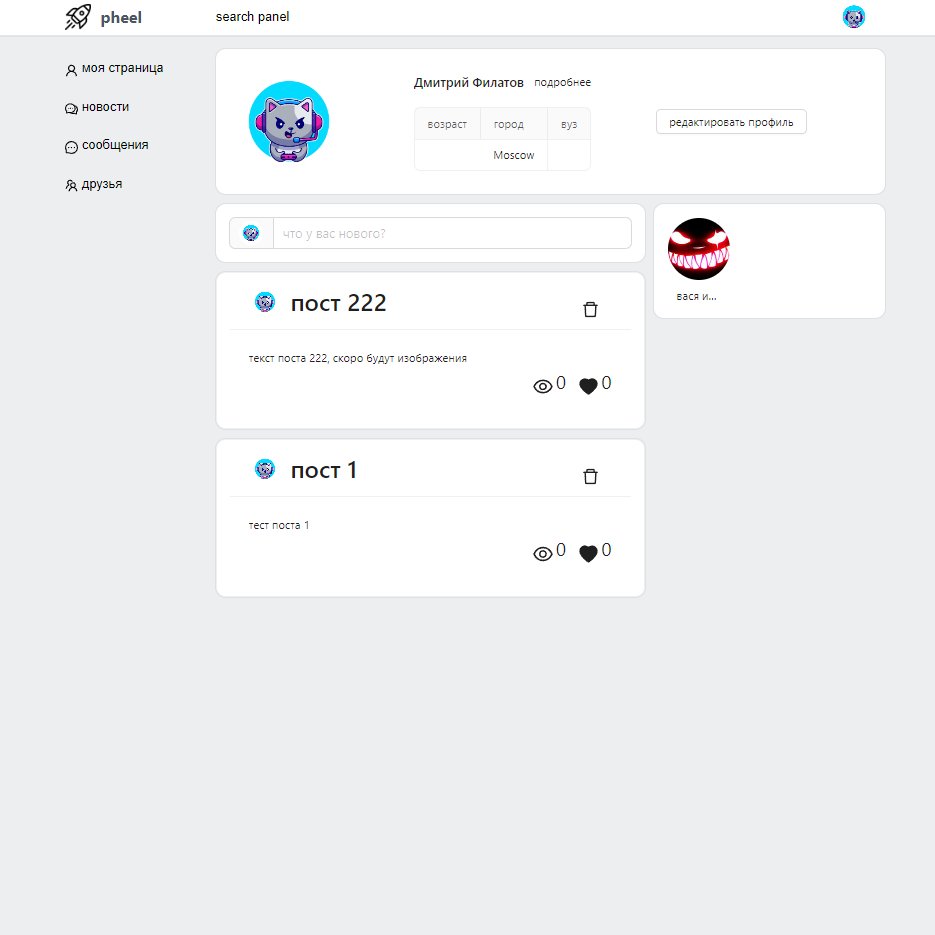 pheel
search panel
моя страница
новости
сообщения
друзья
Дмитрий Филатов подробнее
возраст город вуз
Moscow
редактировать профиль
что у вас нового?
вася и...
пост 222
текст поста 222, скоро будут изображения
0 0
пост 1
тест поста 1
0 0